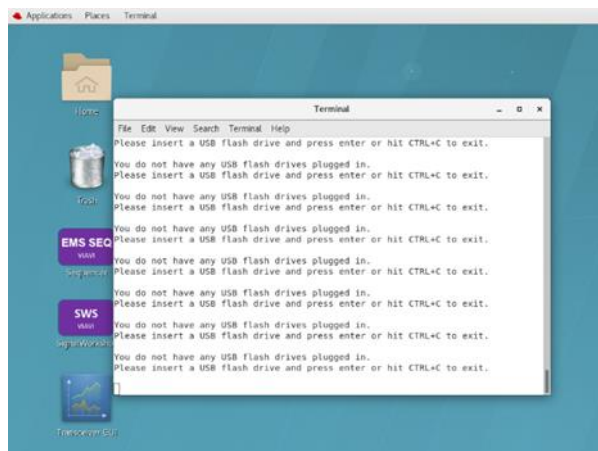 Applications Places Terminal
Home
Trash
EMS SEQ
VIAVI
Sequencer
SWS
VIAVI
Transceiver GUI
Terminal
File Edit View Search Terminal Help
Please insert a USB flash drive and press enter or hit CTRL+C to exit.
You do not have any USB flash drives plugged in.
Please insert a USB flash drive and press enter or hit CTRL+C to exit.
You do not have any USB flash drives plugged in.
Please insert a USB flash drive and press enter or hit CTRL+C to exit.
You do not have any USB flash drives plugged in.
Please insert a USB flash drive and press enter or hit CTRL+C to exit.
You do not have any USB flash drives plugged in.
Please insert a USB flash drive and press enter or hit CTRL+C to exit.
You do not have any USB flash drives plugged in.
Please insert a USB flash drive and press enter or hit CTRL+C to exit.
You do not have any USB flash drives plugged in.
Please insert a USB flash drive and press enter or hit CTRL+C to exit.
You do not have any USB flash drives plugged in.
Please insert a USB flash drive and press enter or hit CTRL+C to exit.